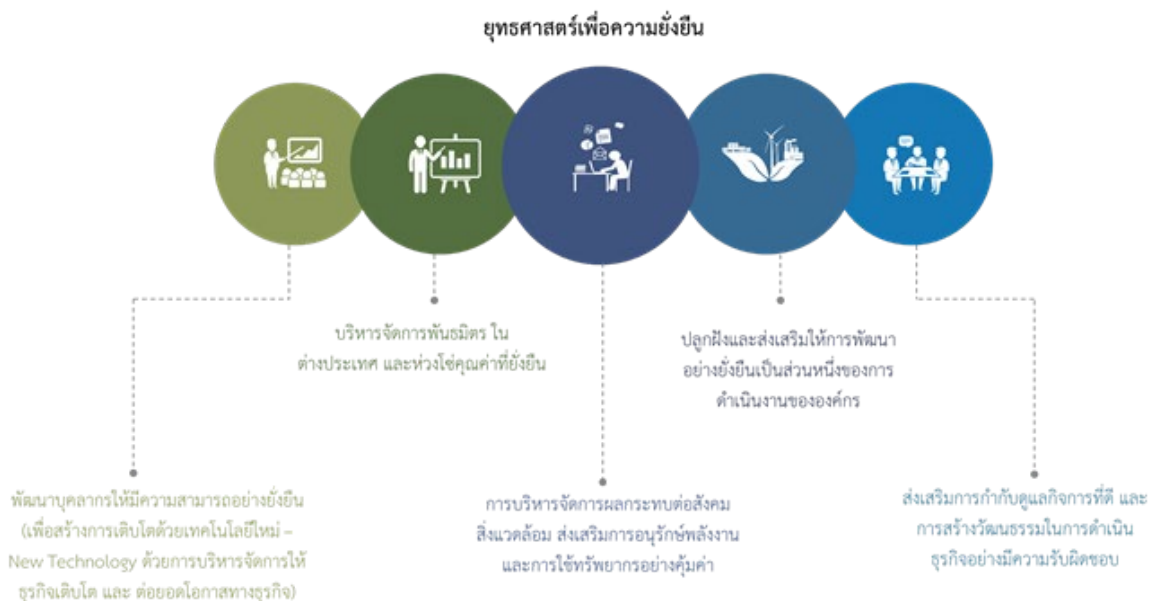 ยุทธศาสตร์เพื่อความยั่งยืน
บริหารจัดการพันธมิตร ใน
ต่างประเทศ และห่วงโซ่คุณค่าที่ยั่งยืน
ปลูกฝังและส่งเสริมให้การพัฒนา
อย่างยั่งยืนเป็นส่วนหนึ่งของการ
ดำเนินงานขององค์กร
พัฒนาบุคลากรให้มีความสามารถอย่างยั่งยืน
(เพื่อสร้างการเติบโตด้วยเทคโนโลยีใหม่ –
New Technology ด้วยการบริหารจัดการให้
ธุรกิจเติบโต และ ต่อยอดโอกาสทางธุรกิจ)
การบริหารจัดการผลกระทบต่อสังคม
สิ่งแวดล้อม ส่งเสริมการอนุรักษ์พลังงาน
และการใช้ทรัพยากรอย่างคุ้มค่า
ส่งเสริมการกำกับดูแลกิจการที่ดี และ
การสร้างวัฒนธรรมในการดำเนิน
ธุรกิจอย่างมีความรับผิดชอบ